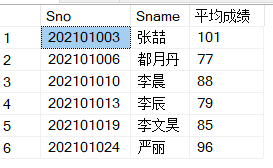 Sno Sname 平均成绩
1 202101003 张喆 101
2 202101006 都月丹 77
3 202101010 李晨 88
4 202101013 李辰 79
5 202101019 李文昊 85
6 202101024 严丽 96